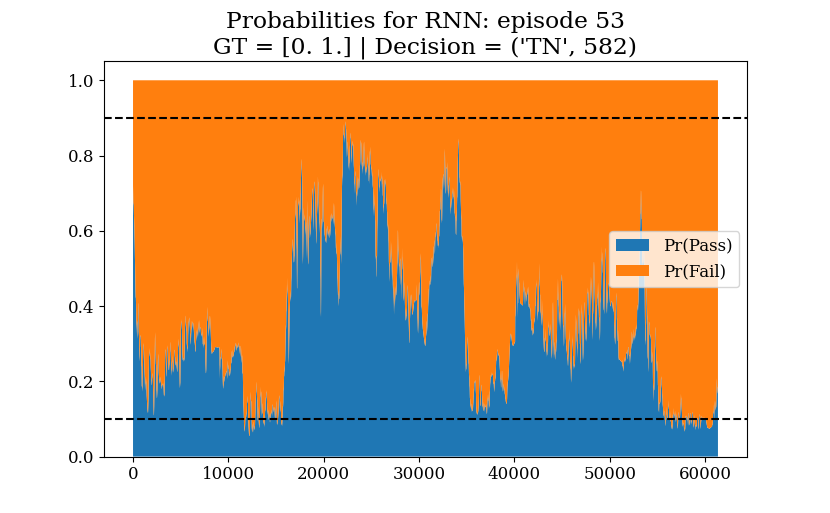 Probabilities for RNN: episode 53
GT = [0. 1.] | Decision = ('TN', 582)
1.0
0.8
0.6
0.4
0.2
0.0
Pr(Pass)
Pr(Fail)
0 10000 20000 30000 40000 50000 60000